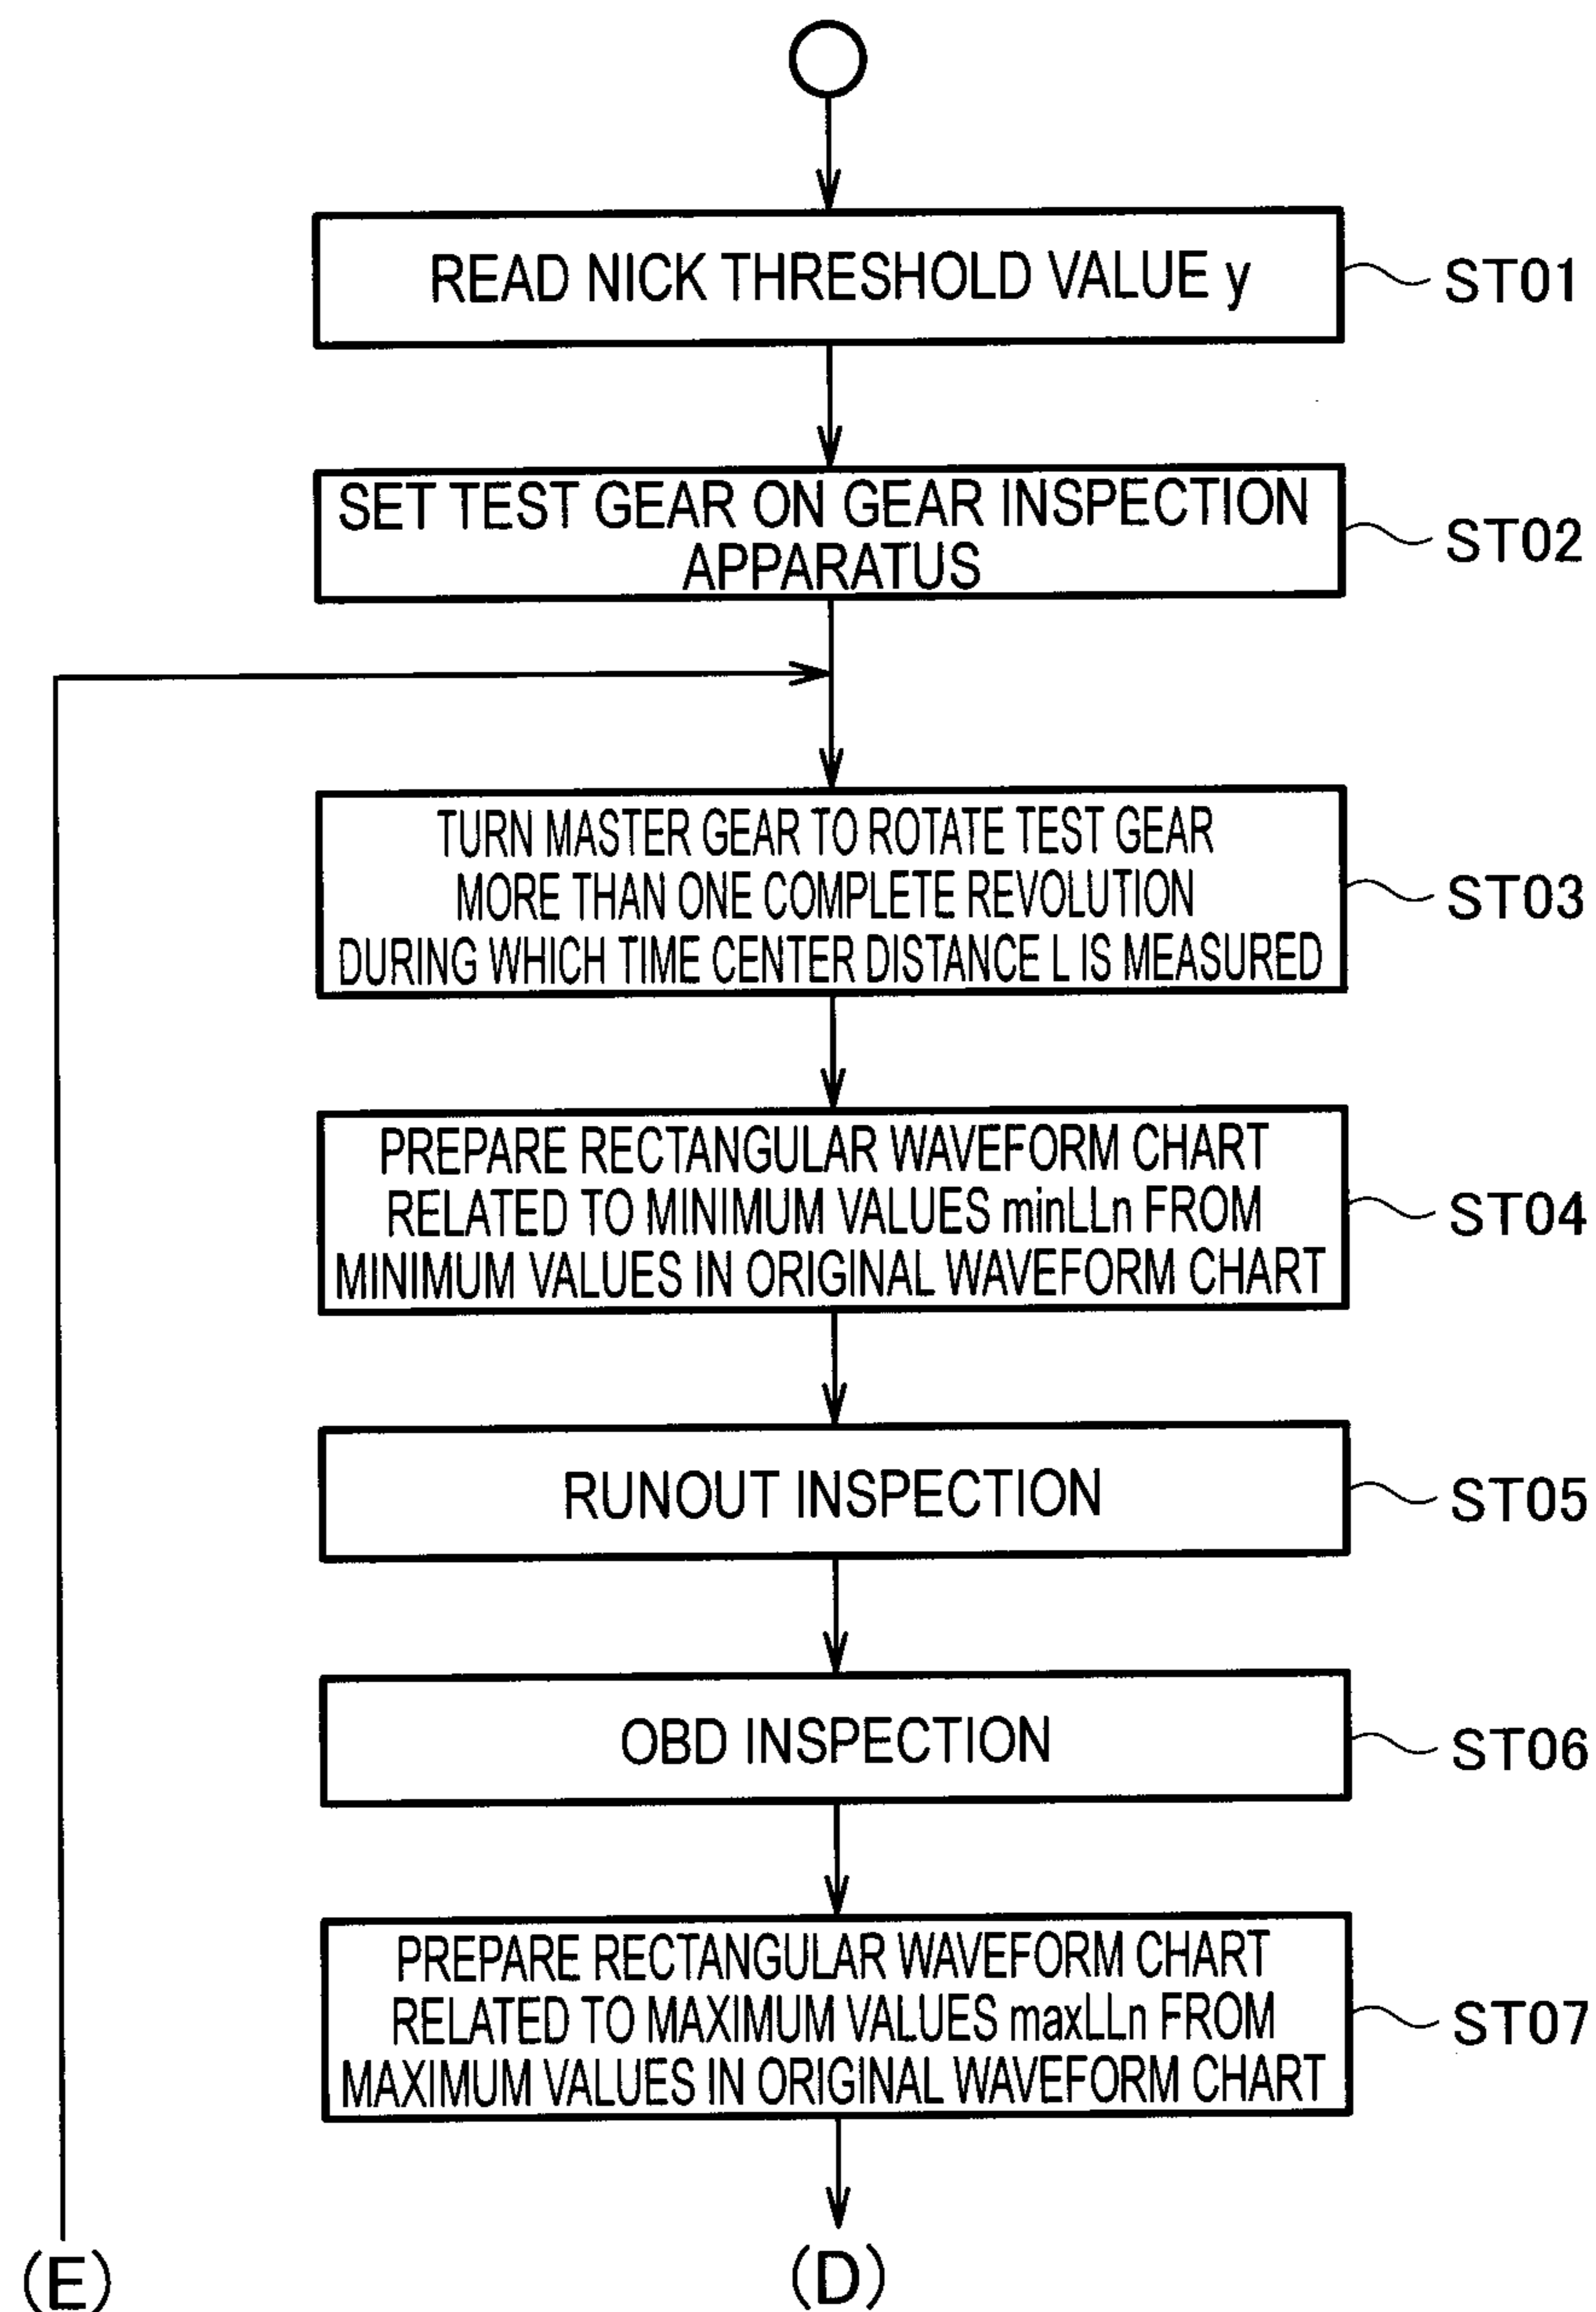 READ NICK THRESHOLD VALUE y
ST01
SET TEST GEAR ON GEAR INSPECTION
APPARATUS
ST02
TURN MASTER GEAR TO ROTATE TEST GEAR
MORE THAN ONE COMPLETE REVOLUTION
DURING WHICH TIME CENTER DISTANCE L IS MEASURED
ST03
PREPARE RECTANGULAR WAVEFORM CHART
RELATED TO MINIMUM VALUES minLLn FROM
MINIMUM VALUES IN ORIGINAL WAVEFORM CHART
ST04
RUNOUT INSPECTION
ST05
OBD INSPECTION
ST06
PREPARE RECTANGULAR WAVEFORM CHART
RELATED TO MAXIMUM VALUES maxLLn FROM
MAXIMUM VALUES IN ORIGINAL WAVEFORM CHART
ST07
(E)
(D)